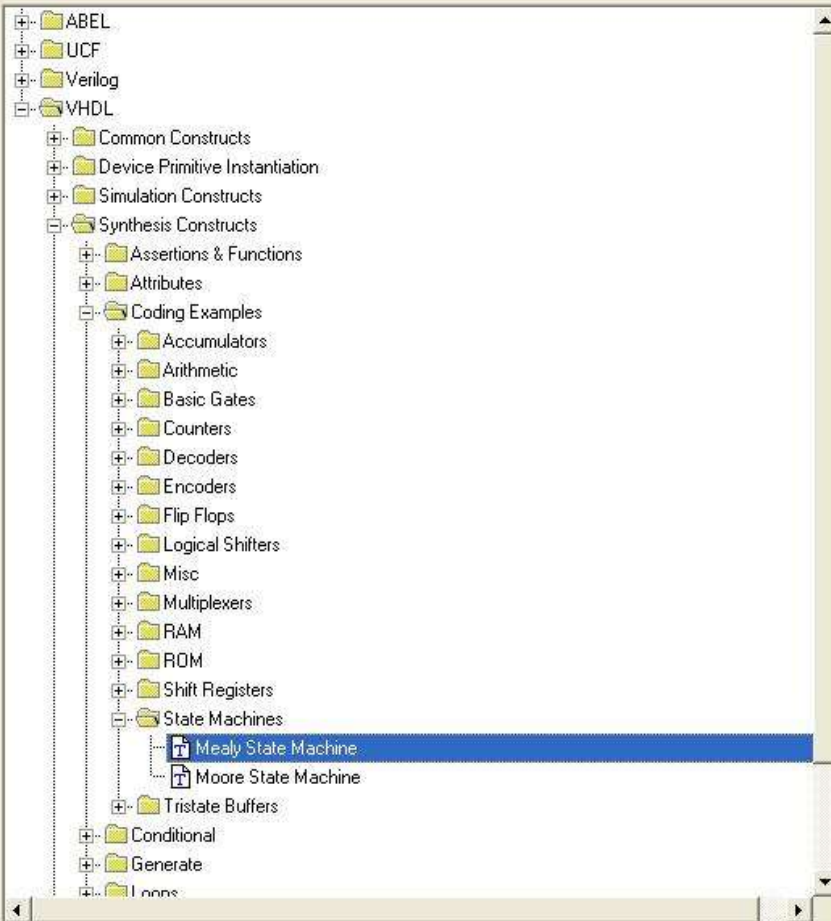 ABEL
UCF
Verilog
VHDL
Common Constructs
Device Primitive Instantiation
Simulation Constructs
Synthesis Constructs
Assertions & Functions
Attributes
Coding Examples
Accumulators
Arithmetic
Basic Gates
Counters
Decoders
Encoders
Flip Flops
Logical Shifters
Misc
Multiplexers
RAM
ROM
Shift Registers
State Machines
Mealy State Machine
Moore State Machine
Tristate Buffers
Conditional
Generate
Loops